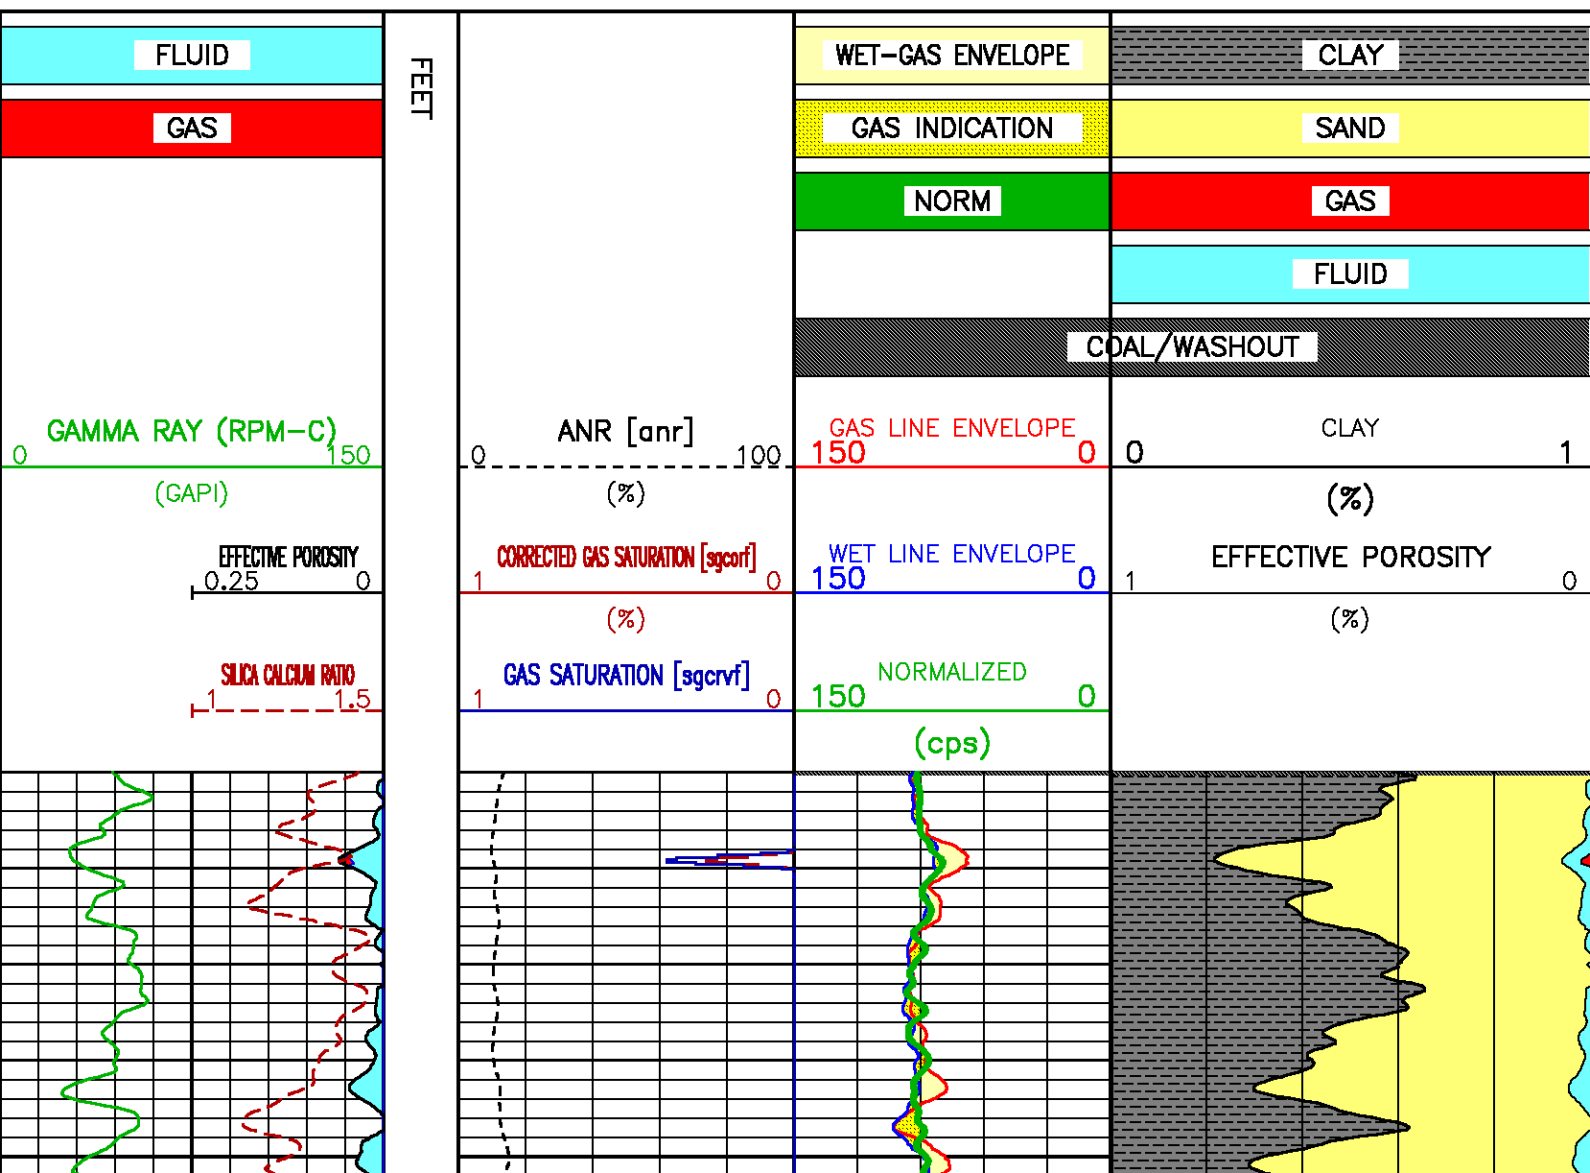 FLUID
GAS
GAMMA RAY (RPM-C)
0 150
(GAPI)
EFFECTIVE POROSITY
0.25 0
SILICA CALCIUM RATIO
1 1.5
FEET
ANR [anr]
0 100
(%)
CORRECTED GAS SATURATION [sgcorf]
1 0
(%)
GAS SATURATION [sgcrvf]
1 0
WET-GAS ENVELOPE
GAS INDICATION
NORM
COAL/WASHOUT
GAS LINE ENVELOPE
150 0
WET LINE ENVELOPE
150 0
NORMALIZED
150 0
(cps)
CLAY
SAND
GAS
FLUID
CLAY
0 1
(%)
EFFECTIVE POROSITY
1 0
(%)